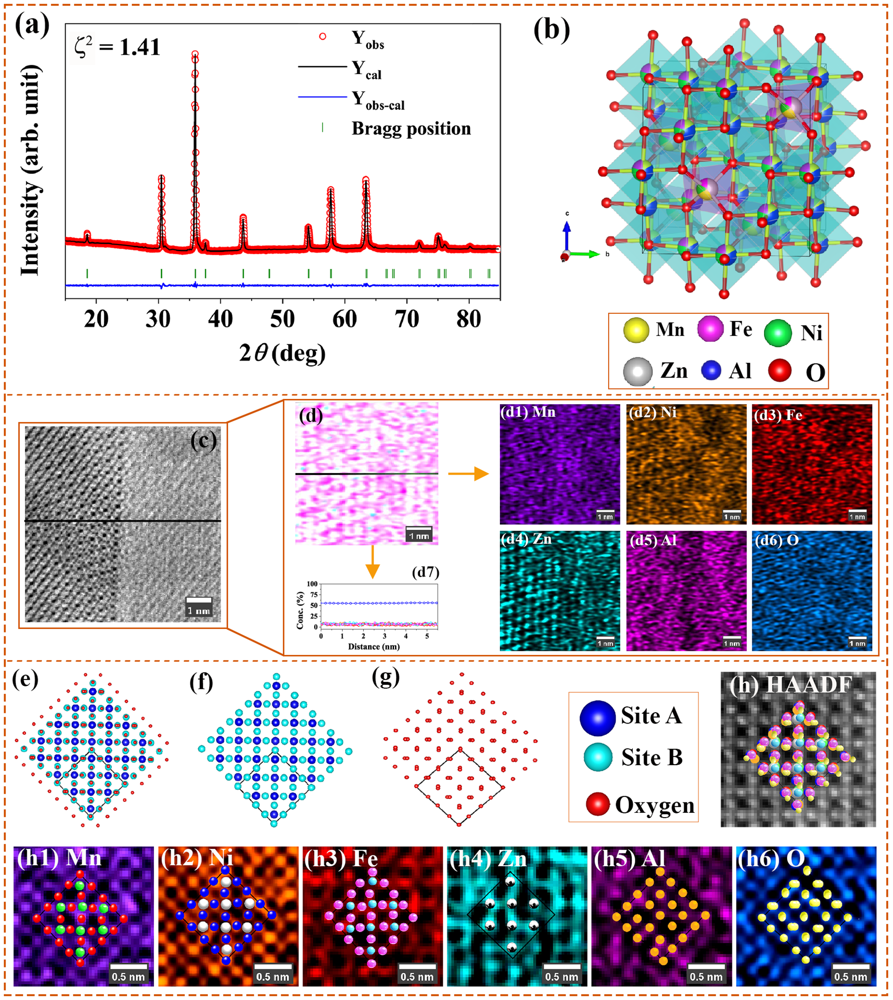 (a)
ζ² = 1.41
Y_obs
Y_cal
Y_obs-cal
Bragg position
Intensity (arb. unit)
20 30 40 50 60 70 80
2θ (deg)
(b)
c
b
a
Mn Fe Ni
Zn Al O
(c)
1 nm
(d)
1 nm
(d1) Mn
1 nm
(d2) Ni
1 nm
(d3) Fe
1 nm
(d4) Zn
1 nm
(d5) Al
1 nm
(d6) O
1 nm
(d7)
100
75
50
25
0
Conc. (%)
0 1 2 3 4 5
Distance (nm)
(e)
(f)
(g)
Site A
Site B
Oxygen
(h) HAADF
(h1) Mn
0.5 nm
(h2) Ni
0.5 nm
(h3) Fe
0.5 nm
(h4) Zn
0.5 nm
(h5) Al
0.5 nm
(h6) O
0.5 nm